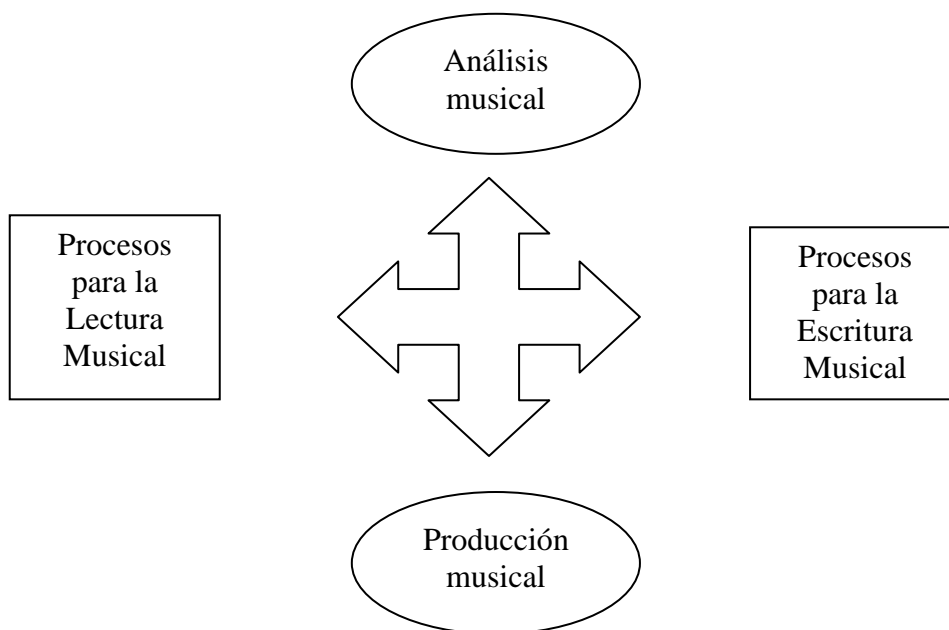 Análisis
musical
Procesos
para la
Lectura
Musical
Procesos
para la
Escritura
Musical
Producción
musical